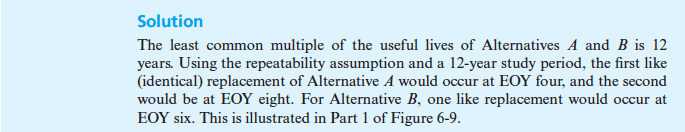 Solution
The least common multiple of the useful lives of Alternatives A and B is 12
years. Using the repeatability assumption and a 12-year study period, the first like
(identical) replacement of Alternative A would occur at EOY four, and the second
would be at EOY eight. For Alternative B, one like replacement would occur at
EOY six. This is illustrated in Part 1 of Figure 6-9.